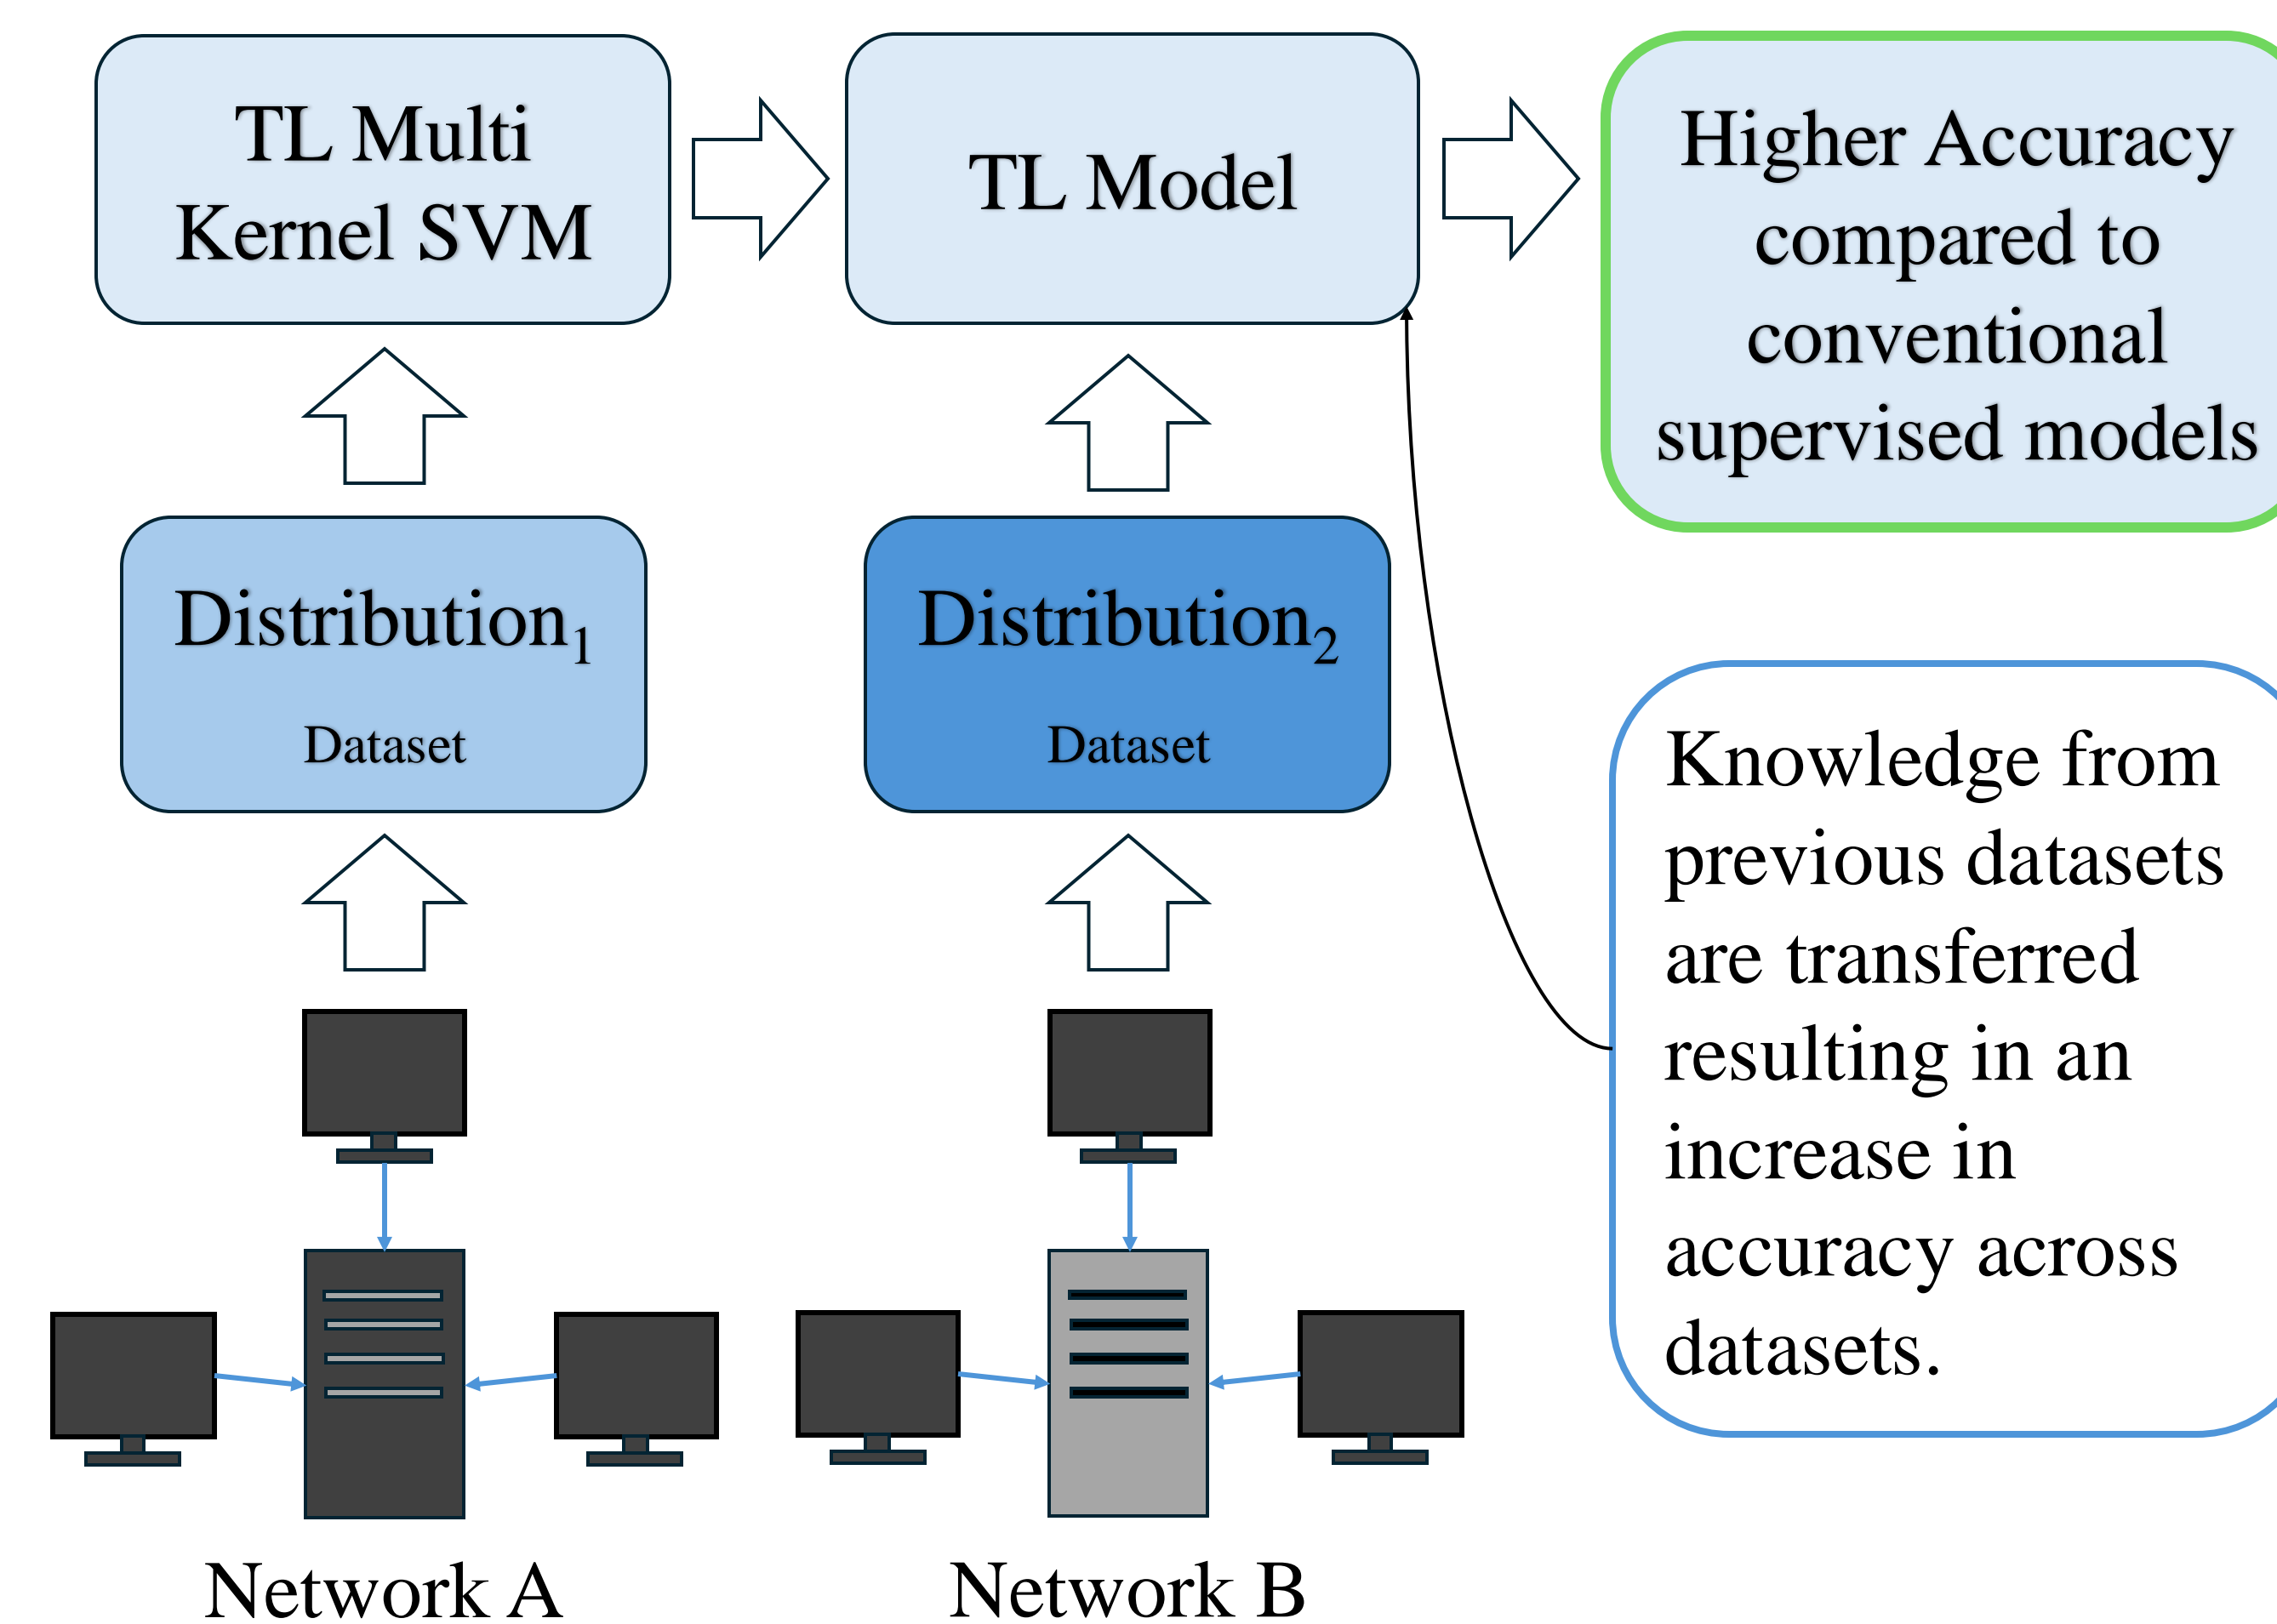 TL Multi
Kernel SVM
TL Model
Higher Accuracy
compared to
conventional
supervised models
Distribution₁
Dataset
Distribution₂
Dataset
Knowledge from
previous datasets
are transferred
resulting in an
increase in
accuracy across
datasets.
Network A
Network B